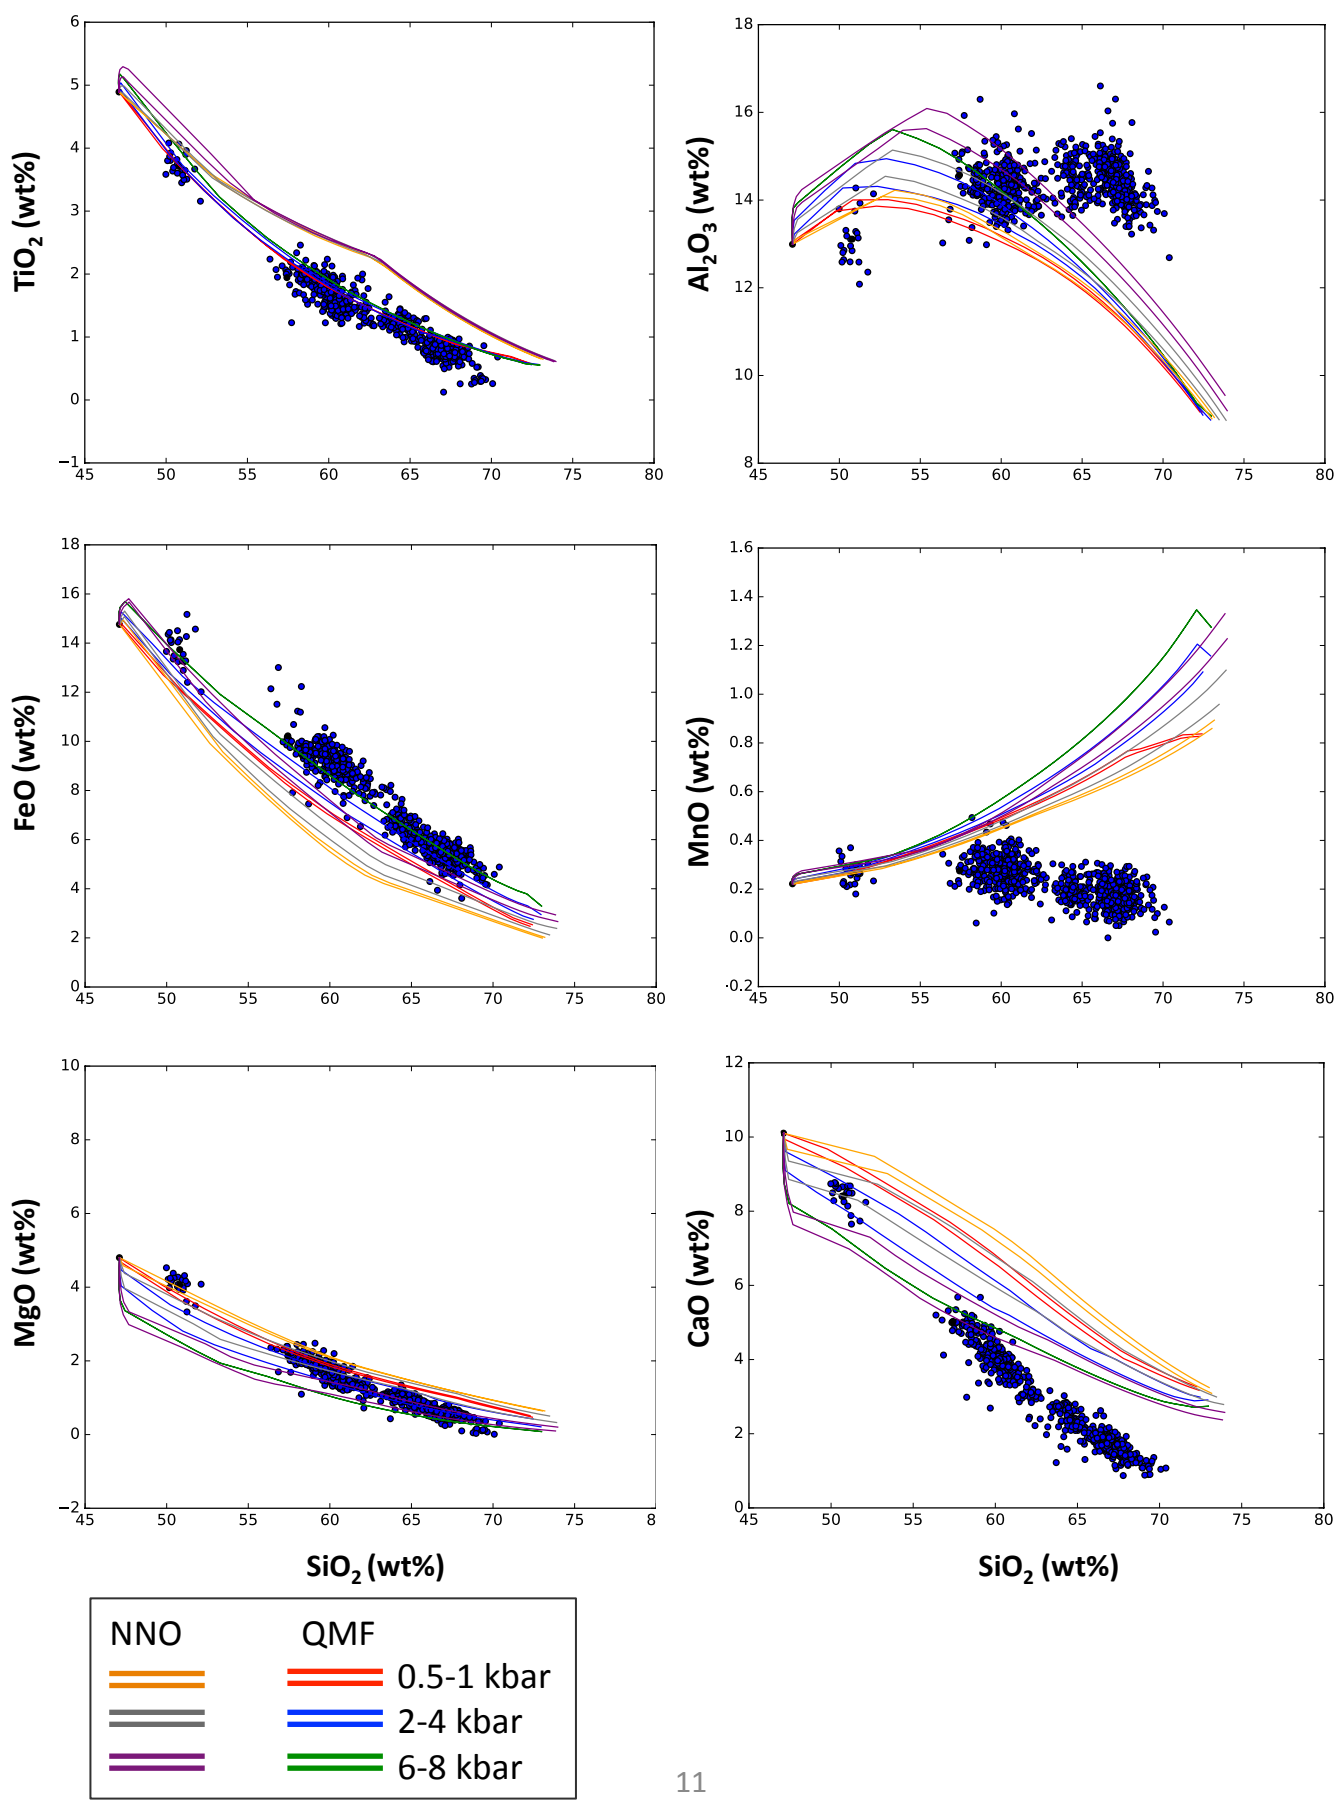 6
5
4
3
2
1
0
−1
45 50 55 60 65 70 75 80
TiO2 (wt%)
18
16
14
12
10
8
45 50 55 60 65 70 75 80
Al2O3 (wt%)
18
16
14
12
10
8
6
4
2
0
45 50 55 60 65 70 75 80
FeO (wt%)
1.6
1.4
1.2
1.0
0.8
0.6
0.4
0.2
0.0
·0.2
45 50 55 60 65 70 75 80
MnO (wt%)
10
8
6
4
2
0
−2
45 50 55 60 65 70 75 8
MgO (wt%)
SiO2 (wt%)
12
10
8
6
4
2
0
45 50 55 60 65 70 75 80
CaO (wt%)
SiO2 (wt%)
NNO QMF
0.5-1 kbar
2-4 kbar
6-8 kbar
11